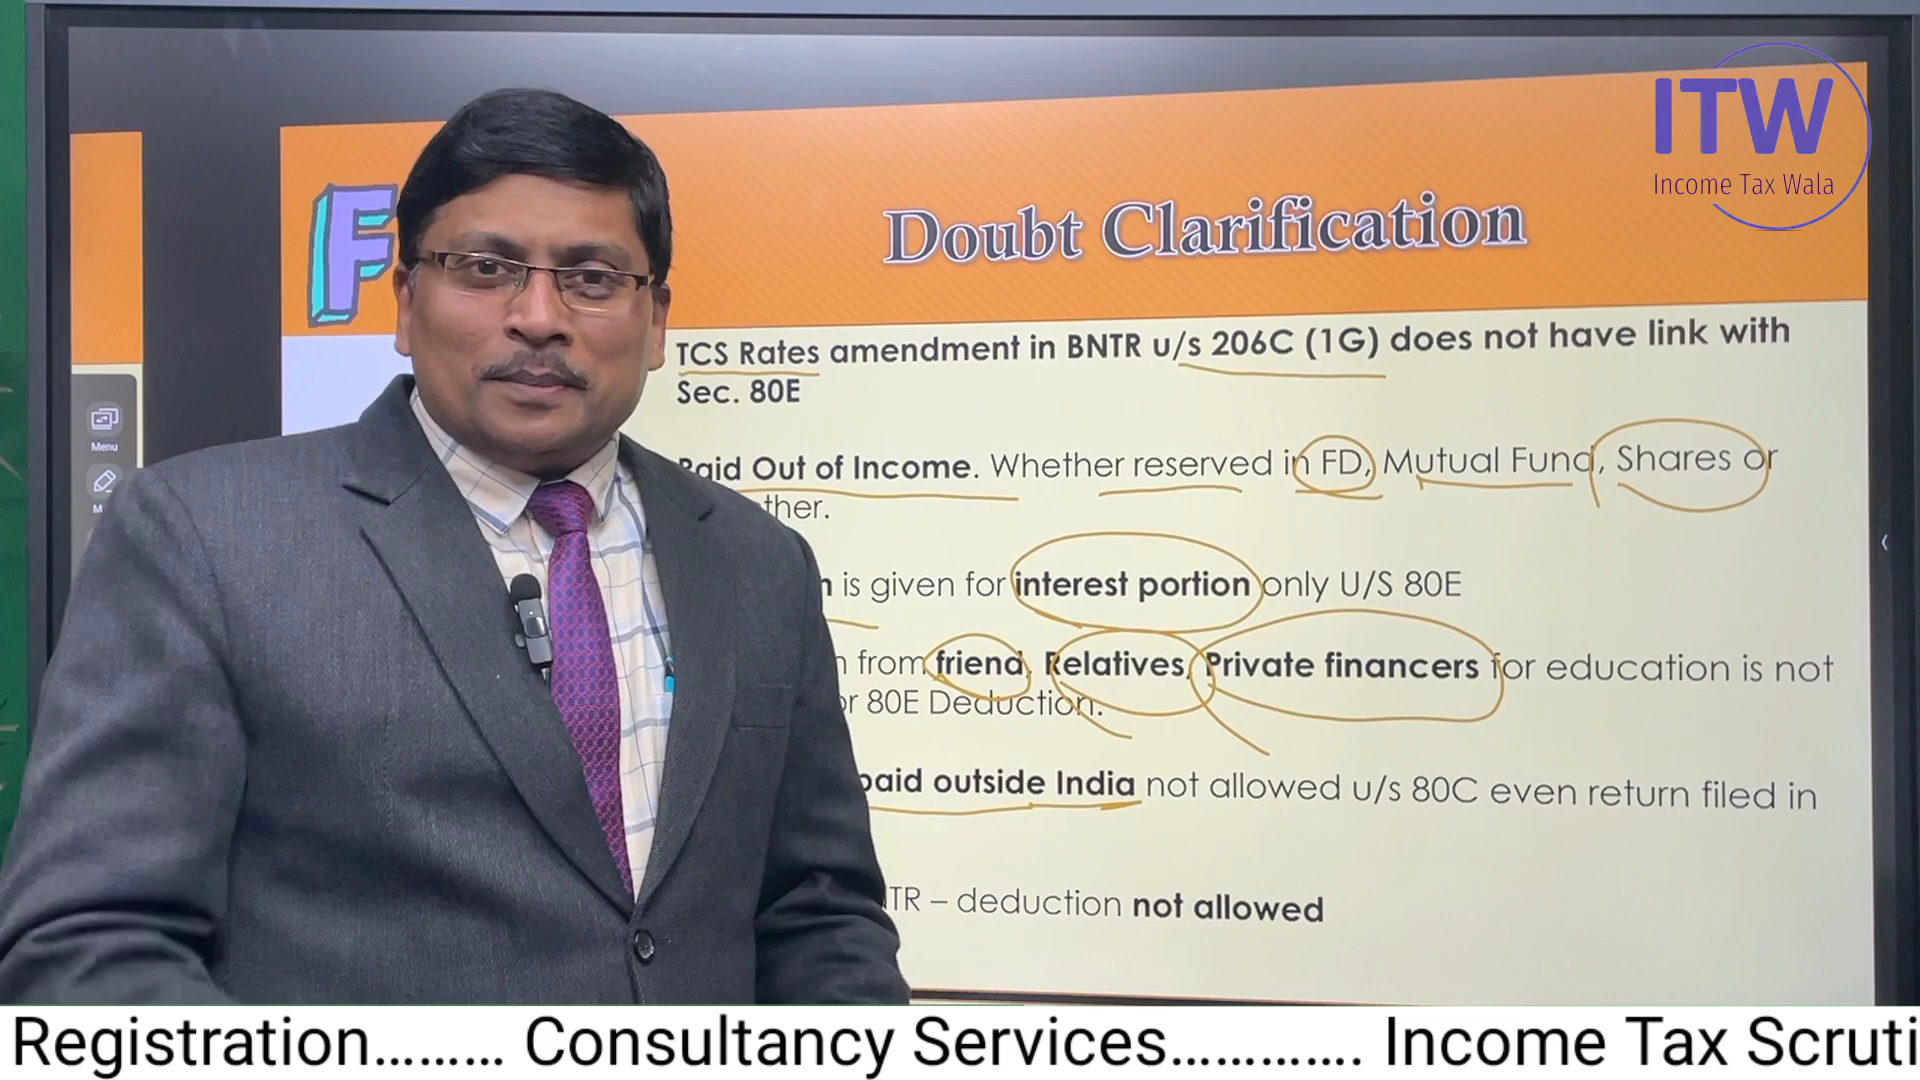 ITW
Income Tax Wala
F
Doubt Clarification
TCS Rates amendment in BNTR u/s 206C (1G) does not have link with
Sec. 80E
Paid Out of Income. Whether reserved in FD, Mutual Fund, Shares or
ther.
Menu
is given for interest portion only U/S 80E
from friend, Relatives, Private financers for education is not
80E Deduction.
paid outside India not allowed u/s 80C even return filed in
TR – deduction not allowed
Registration……… Consultancy Services…………. Income Tax Scruti